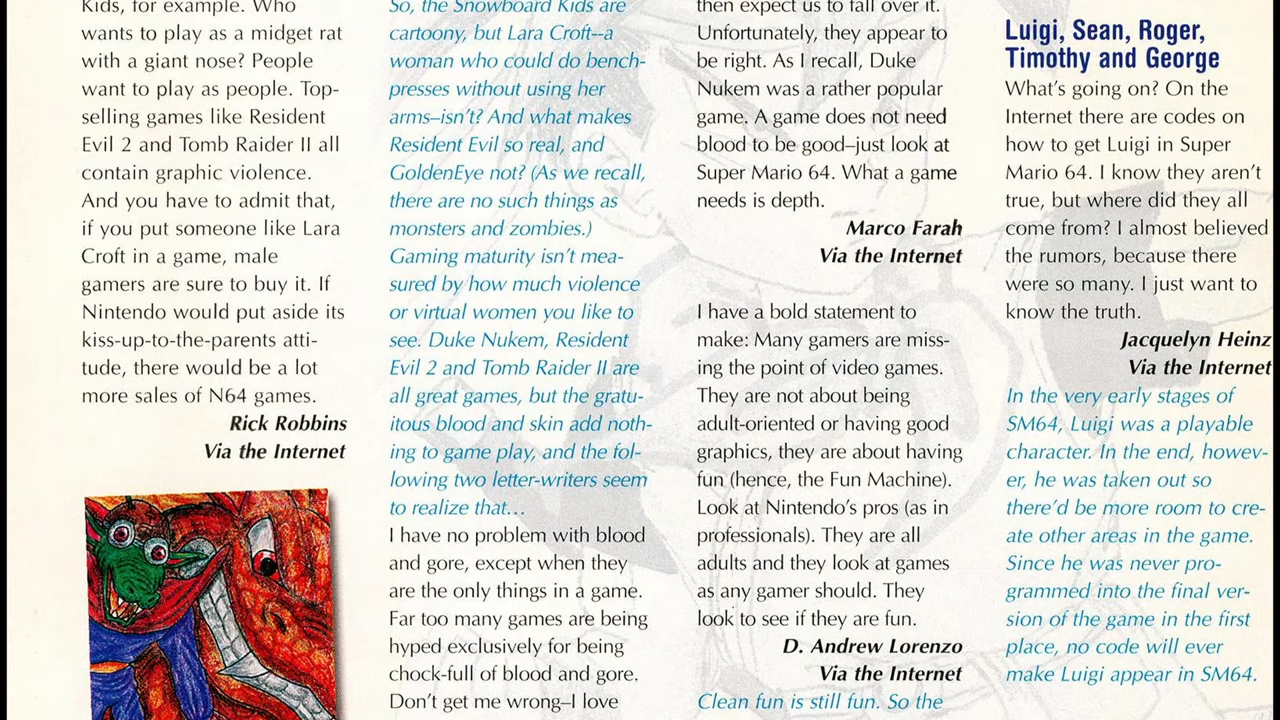 Kids, for example. Who
wants to play as a midget rat
with a giant nose? People
want to play as people. Top-
selling games like Resident
Evil 2 and Tomb Raider II all
contain graphic violence.
And you have to admit that,
if you put someone like Lara
Croft in a game, male
gamers are sure to buy it. If
Nintendo would put aside its
kiss-up-to-the-parents atti-
tude, there would be a lot
more sales of N64 games.
Rick Robbins
Via the Internet
So, the Snowboard Kids are
cartoony, but Lara Croft--a
woman who could do bench-
presses without using her
arms–isn't? And what makes
Resident Evil so real, and
GoldenEye not? (As we recall,
there are no such things as
monsters and zombies.)
Gaming maturity isn't mea-
sured by how much violence
or virtual women you like to
see. Duke Nukem, Resident
Evil 2 and Tomb Raider II are
all great games, but the gratu-
itous blood and skin add noth-
ing to game play, and the fol-
lowing two letter-writers seem
to realize that…
I have no problem with blood
and gore, except when they
are the only things in a game.
Far too many games are being
hyped exclusively for being
chock-full of blood and gore.
Don't get me wrong–I love
then expect us to fall over it.
Unfortunately, they appear to
be right. As I recall, Duke
Nukem was a rather popular
game. A game does not need
blood to be good–just look at
Super Mario 64. What a game
needs is depth.
Marco Farah
Via the Internet
I have a bold statement to
make: Many gamers are miss-
ing the point of video games.
They are not about being
adult-oriented or having good
graphics, they are about having
fun (hence, the Fun Machine).
Look at Nintendo's pros (as in
professionals). They are all
adults and they look at games
as any gamer should. They
look to see if they are fun.
D. Andrew Lorenzo
Via the Internet
Clean fun is still fun. So the
Luigi, Sean, Roger,
Timothy and George
What's going on? On the
Internet there are codes on
how to get Luigi in Super
Mario 64. I know they aren't
true, but where did they all
come from? I almost believed
the rumors, because there
were so many. I just want to
know the truth.
Jacquelyn Heinz
Via the Internet
In the very early stages of
SM64, Luigi was a playable
character. In the end, howev-
er, he was taken out so
there'd be more room to cre-
ate other areas in the game.
Since he was never pro-
grammed into the final ver-
sion of the game in the first
place, no code will ever
make Luigi appear in SM64.